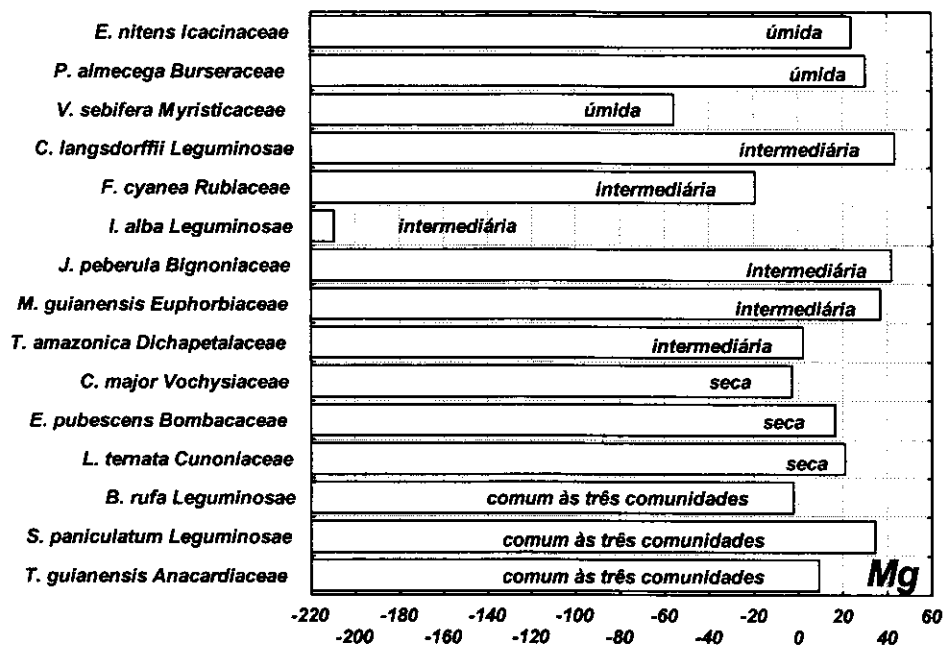 E. nitens Icacinaceae úmida
P. almecega Burseraceae úmida
V. sebifera Myristicaceae úmida
C. langsdorffii Leguminosae intermediária
F. cyanea Rubiaceae intermediária
I. alba Leguminosae intermediária
J. peberula Bignoniaceae intermediária
M. guianensis Euphorbiaceae intermediária
T. amazonica Dichapetalaceae intermediária
C. major Vochysiaceae seca
E. pubescens Bombacaceae seca
L. ternata Cunoniaceae seca
B. rufa Leguminosae comum às três comunidades
S. paniculatum Leguminosae comum às três comunidades
T. guianensis Anacardiaceae comum às três comunidades Mg
-220 -180 -140 -100 -60 -20 20 60
-200 -160 -120 -80 -40 0 40